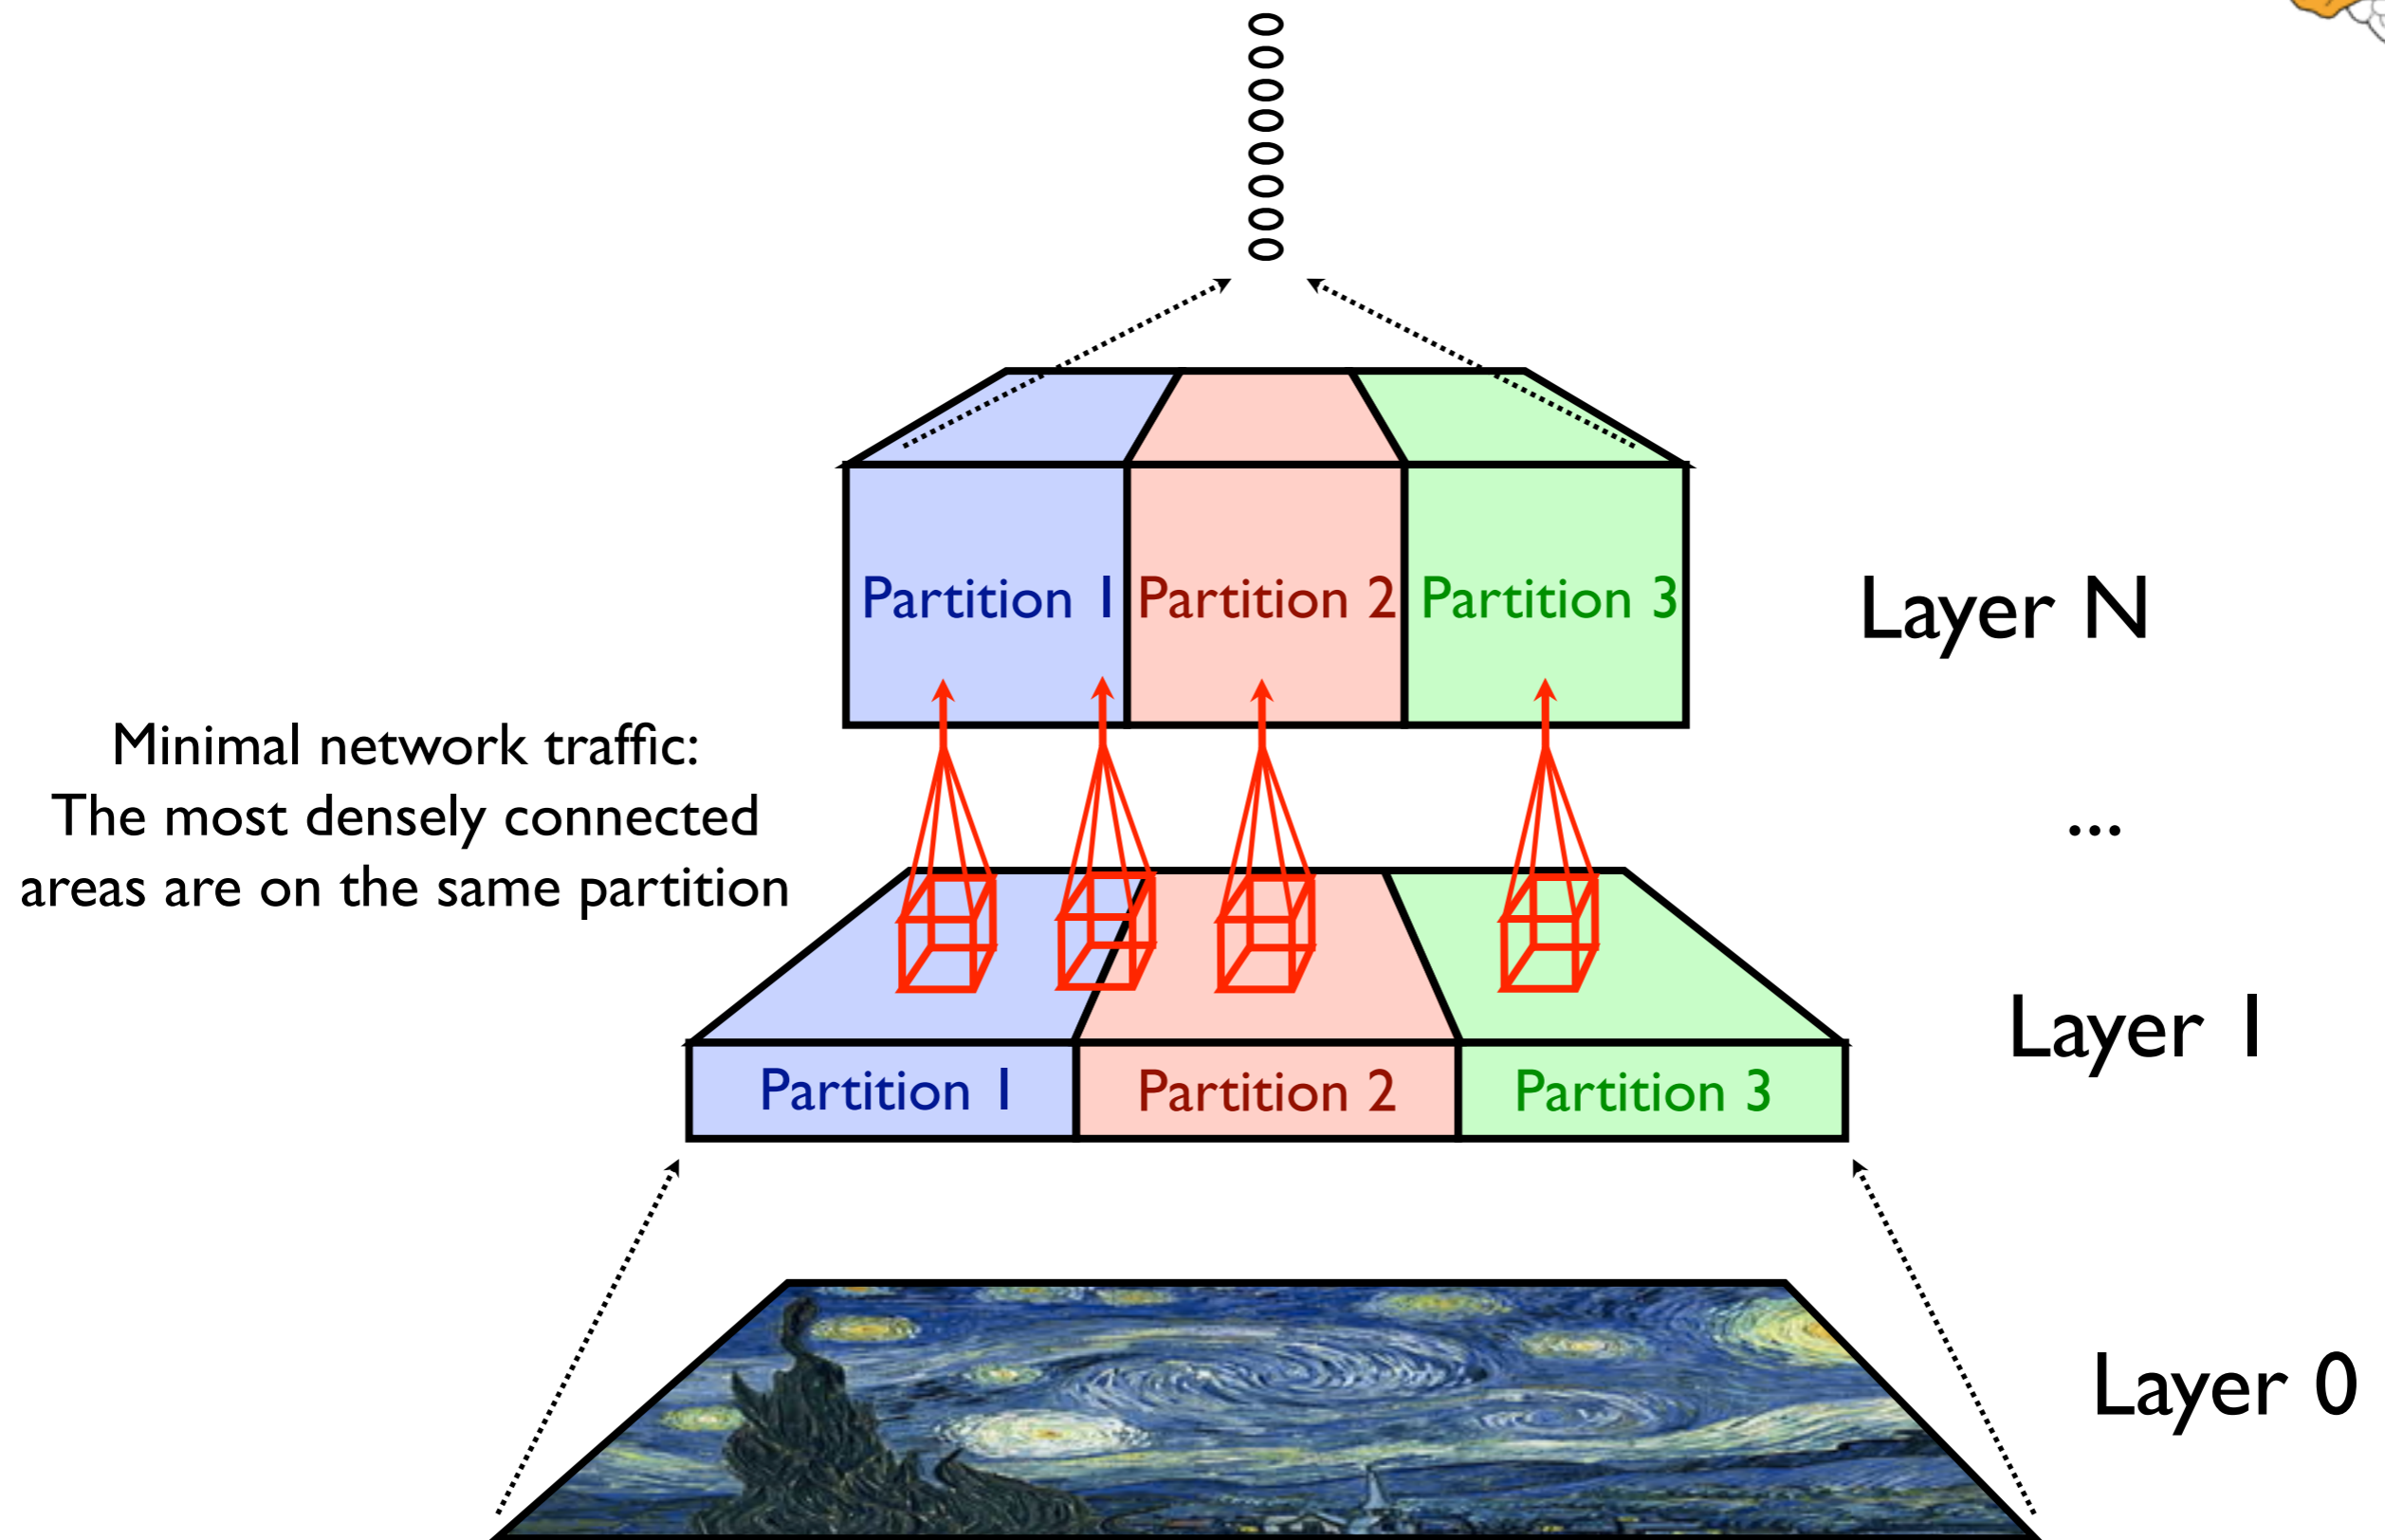 Partition 1 Partition 2 Partition 3
Layer N
Minimal network traffic:
The most densely connected
areas are on the same partition
...
Layer 1
Partition 1 Partition 2 Partition 3
Layer 0